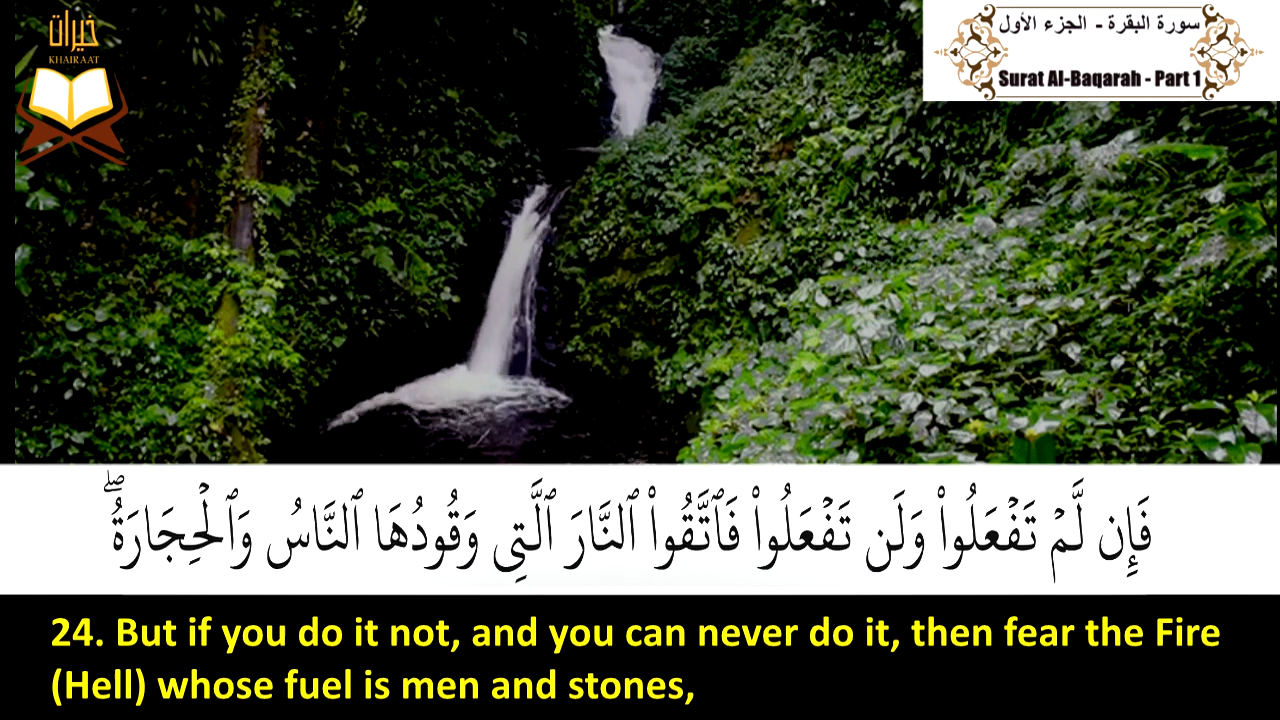 خيرات
KHAIRAAT
سورة البقرة - الجزء الأول
Surat Al-Baqarah - Part 1
فَإِن لَّمْ تَفْعَلُوا۟ وَلَن تَفْعَلُوا۟ فَٱتَّقُوا۟ ٱلنَّارَ ٱلَّتِى وَقُودُهَا ٱلنَّاسُ وَٱلْحِجَارَةُ ۖ
24. But if you do it not, and you can never do it, then fear the Fire
(Hell) whose fuel is men and stones,